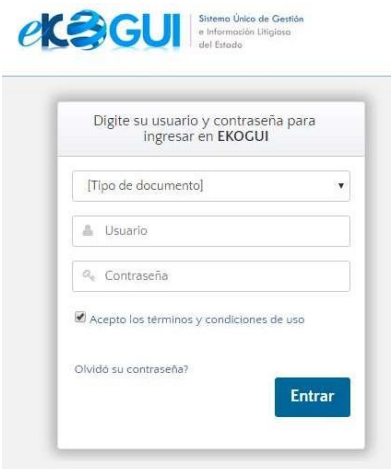 eKOGUI
Sistema Único de Gestión
e Información Litigiosa
del Estado
Digite su usuario y contraseña para
ingresar en EKOGUI
[Tipo de documento]
Usuario
Contraseña
Acepto los términos y condiciones de uso
Olvidó su contraseña?
Entrar